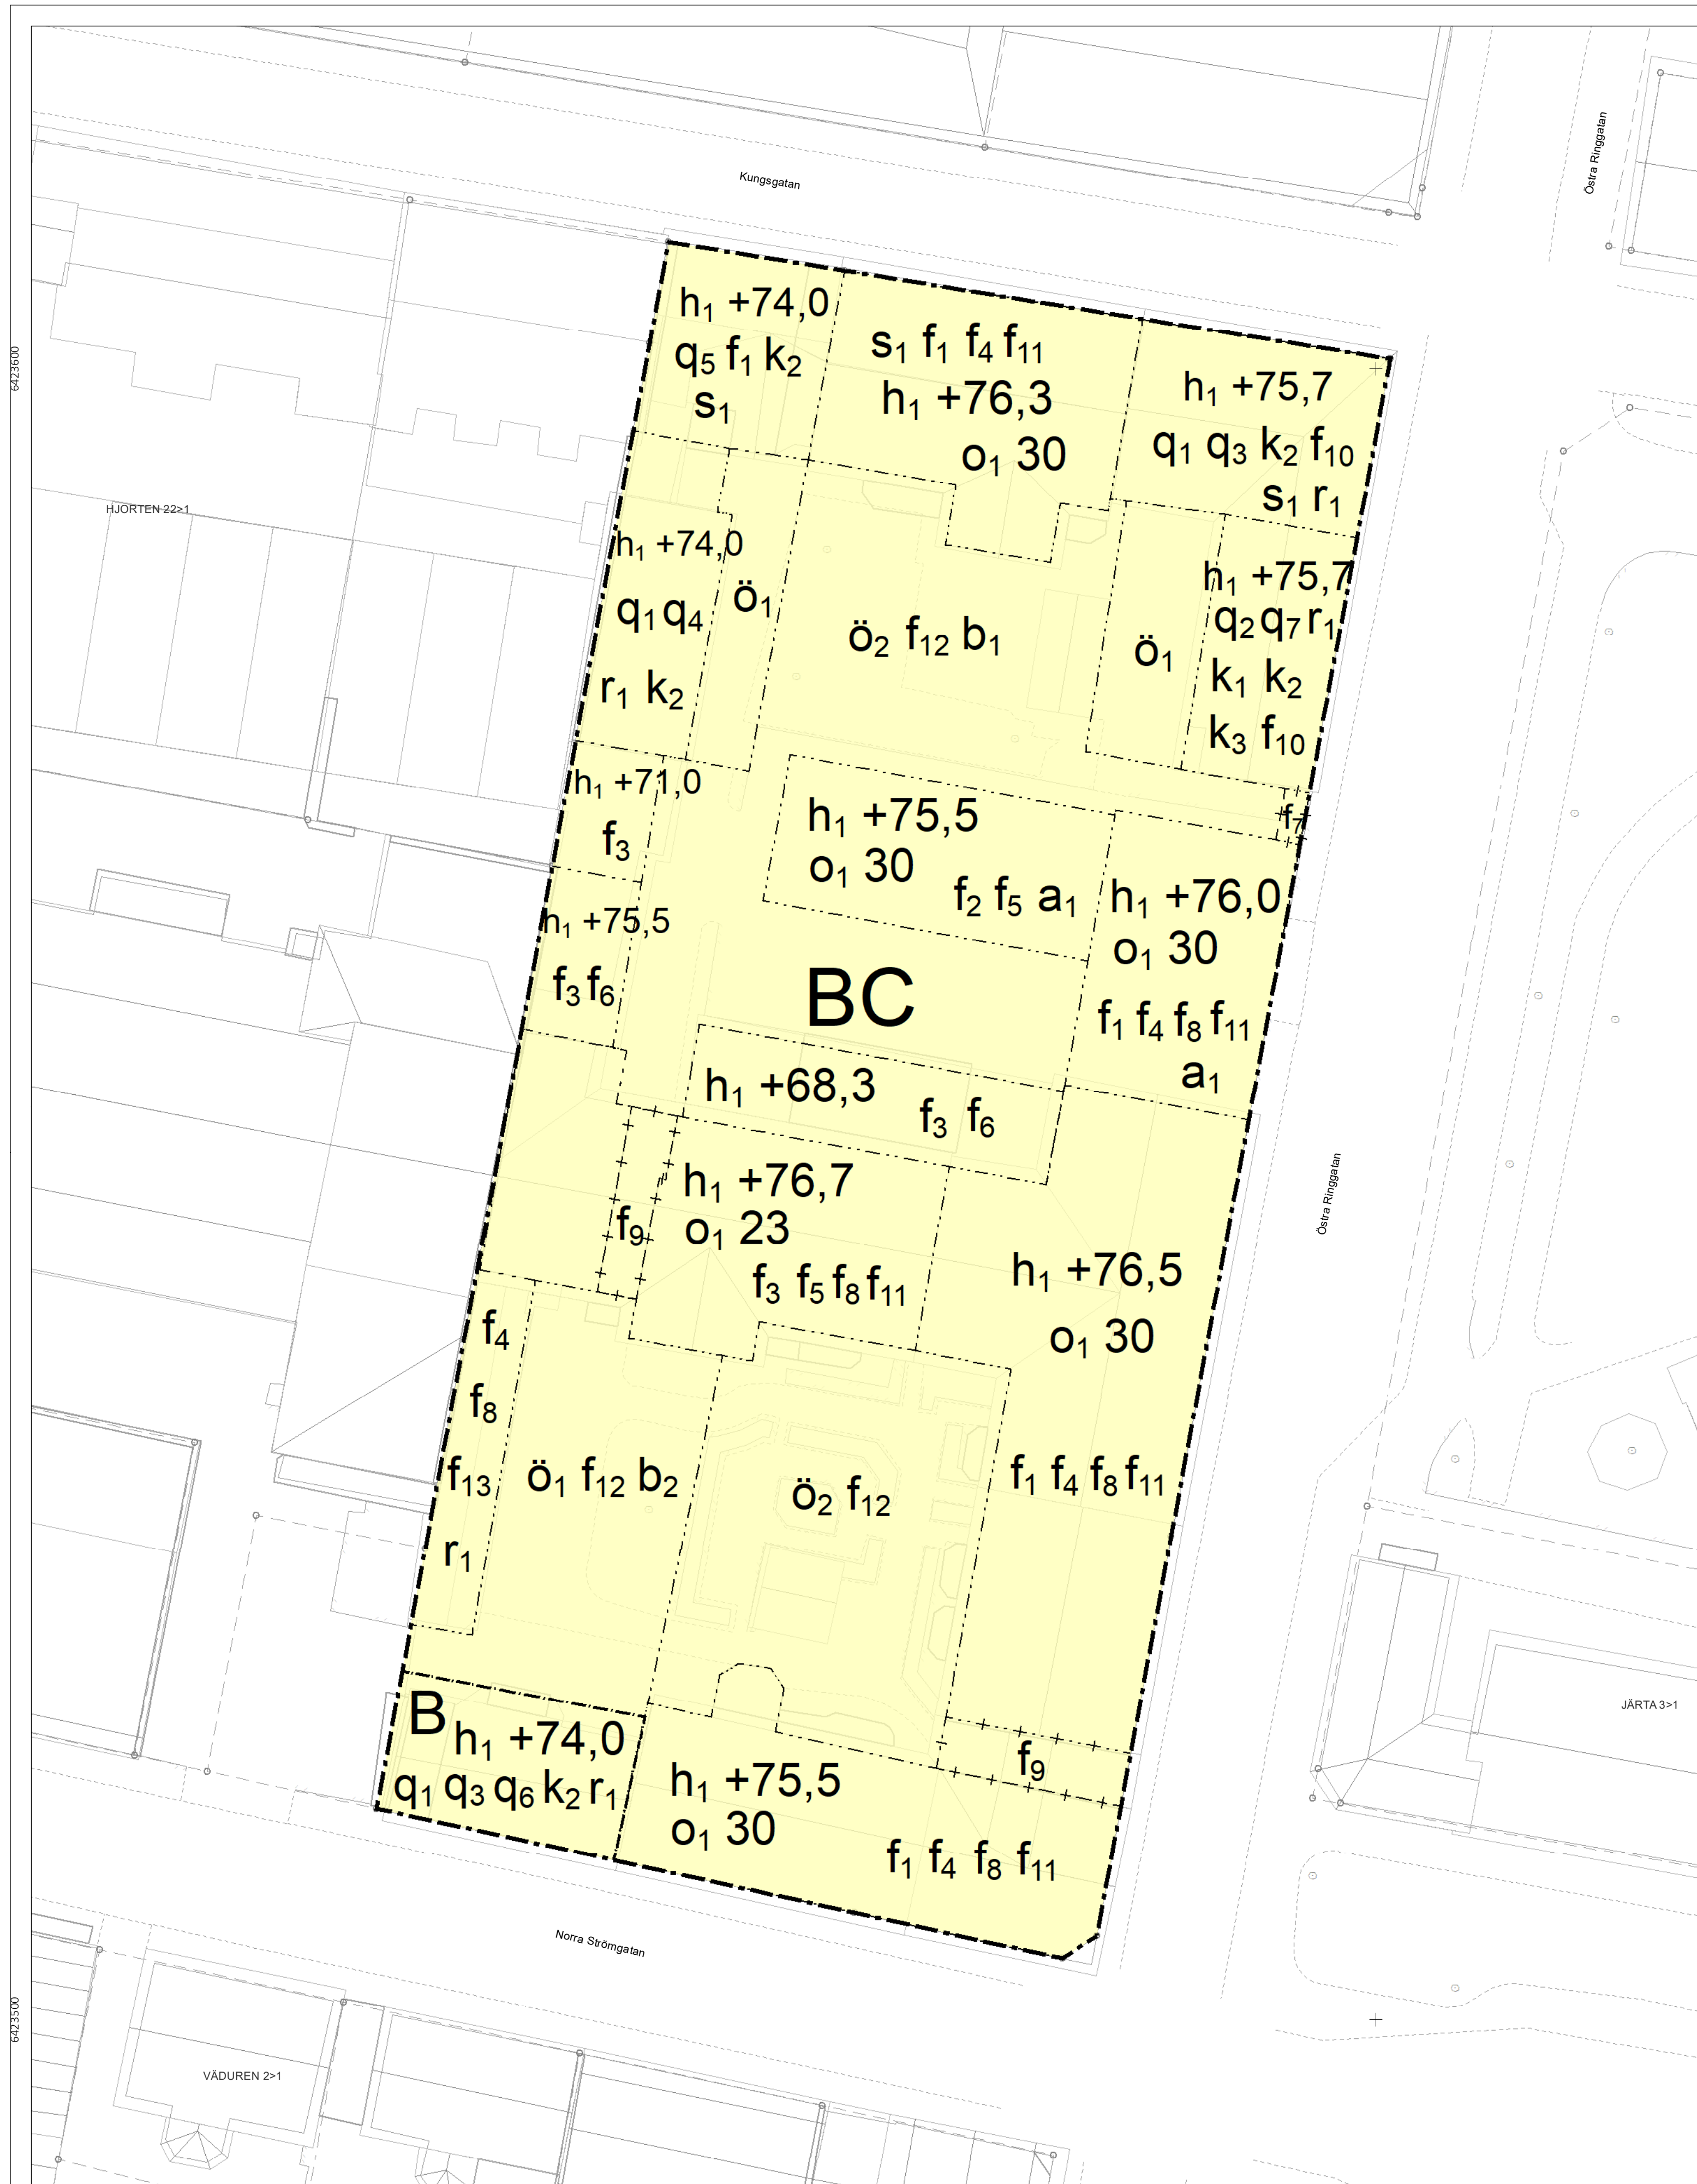 Kungsgatan
Östra Ringgatan
6423600
h₁ +74,0
q₅ f₁ k₂
s₁
s₁ f₁ f₄ f₁₁
h₁ +76,3
o₁ 30
h₁ +75,7
q₁ q₃ k₂ f₁₀
s₁ r₁
HJORTEN 22>1
h₁ +74,0
q₁ q₄
r₁ k₂
ö₁
ö₂ f₁₂ b₁
ö₁
h₁ +75,7
q₂ q₇ r₁
k₁ k₂
k₃ f₁₀
h₁ +71,0
f₃
h₁ +75,5
o₁ 30
f₂ f₅ a₁
f₇
h₁ +76,0
o₁ 30
f₁ f₄ f₈ f₁₁
a₁
h₁ +75,5
f₃ f₆
BC
h₁ +68,3
f₃ f₆
h₁ +76,7
o₁ 23
f₃ f₅ f₈ f₁₁
f₉
Östra Ringgatan
h₁ +76,5
o₁ 30
f₁ f₄ f₈ f₁₁
f₄
f₈
f₁₃
r₁
ö₁ f₁₂ b₂
ö₂ f₁₂
B
h₁ +74,0
q₁ q₃ q₆ k₂ r₁
f₉
h₁ +75,5
o₁ 30
f₁ f₄ f₈ f₁₁
JÄRTA 3>1
Norra Strömgatan
6423500
VÄDUREN 2>1